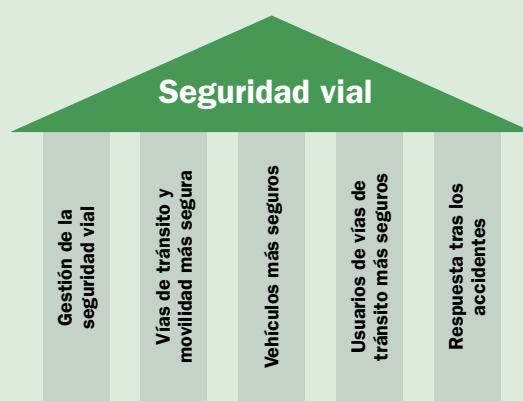 Seguridad vial
Gestión de la
seguridad vial
Vías de tránsito y
movilidad más segura
Vehículos más seguros
Usuarios de vías de
tránsito más seguros
Respuesta tras los
accidentes